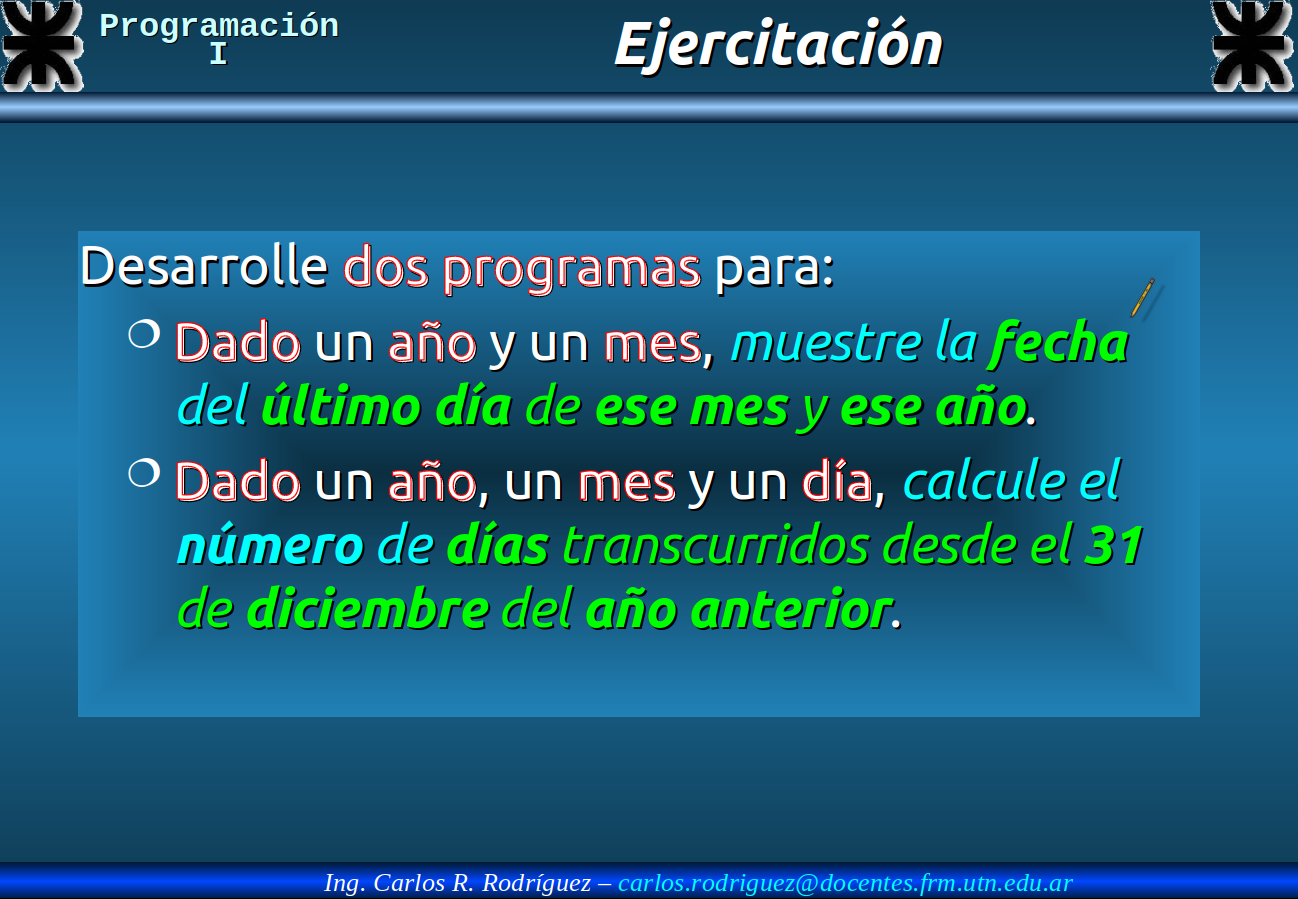 Programación
I
Ejercitación
Desarrolle dos programas para:
❍ Dado un año y un mes, muestre la fecha
del último día de ese mes y ese año.
❍ Dado un año, un mes y un día, calcule el
número de días transcurridos desde el 31
de diciembre del año anterior.
Ing. Carlos R. Rodríguez – carlos.rodriguez@docentes.frm.utn.edu.ar